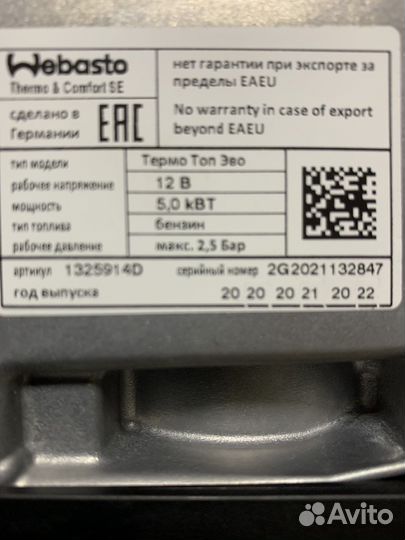 Webasto
Thermo & Comfort SE
сделано в
Германии
EAC
нет гарантии при экспорте за
пределы EAEU
No warranty in case of export
beyond EAEU
тип модели Термо Топ Эво
рабочее напряжение 12 В
мощность 5,0 кВТ
тип топлива бензин
рабочее давление макс. 2,5 Бар
артикул 1325914D серийный номер 2G2021132847
год выпуска 20 20 20 21 20 22
Avito